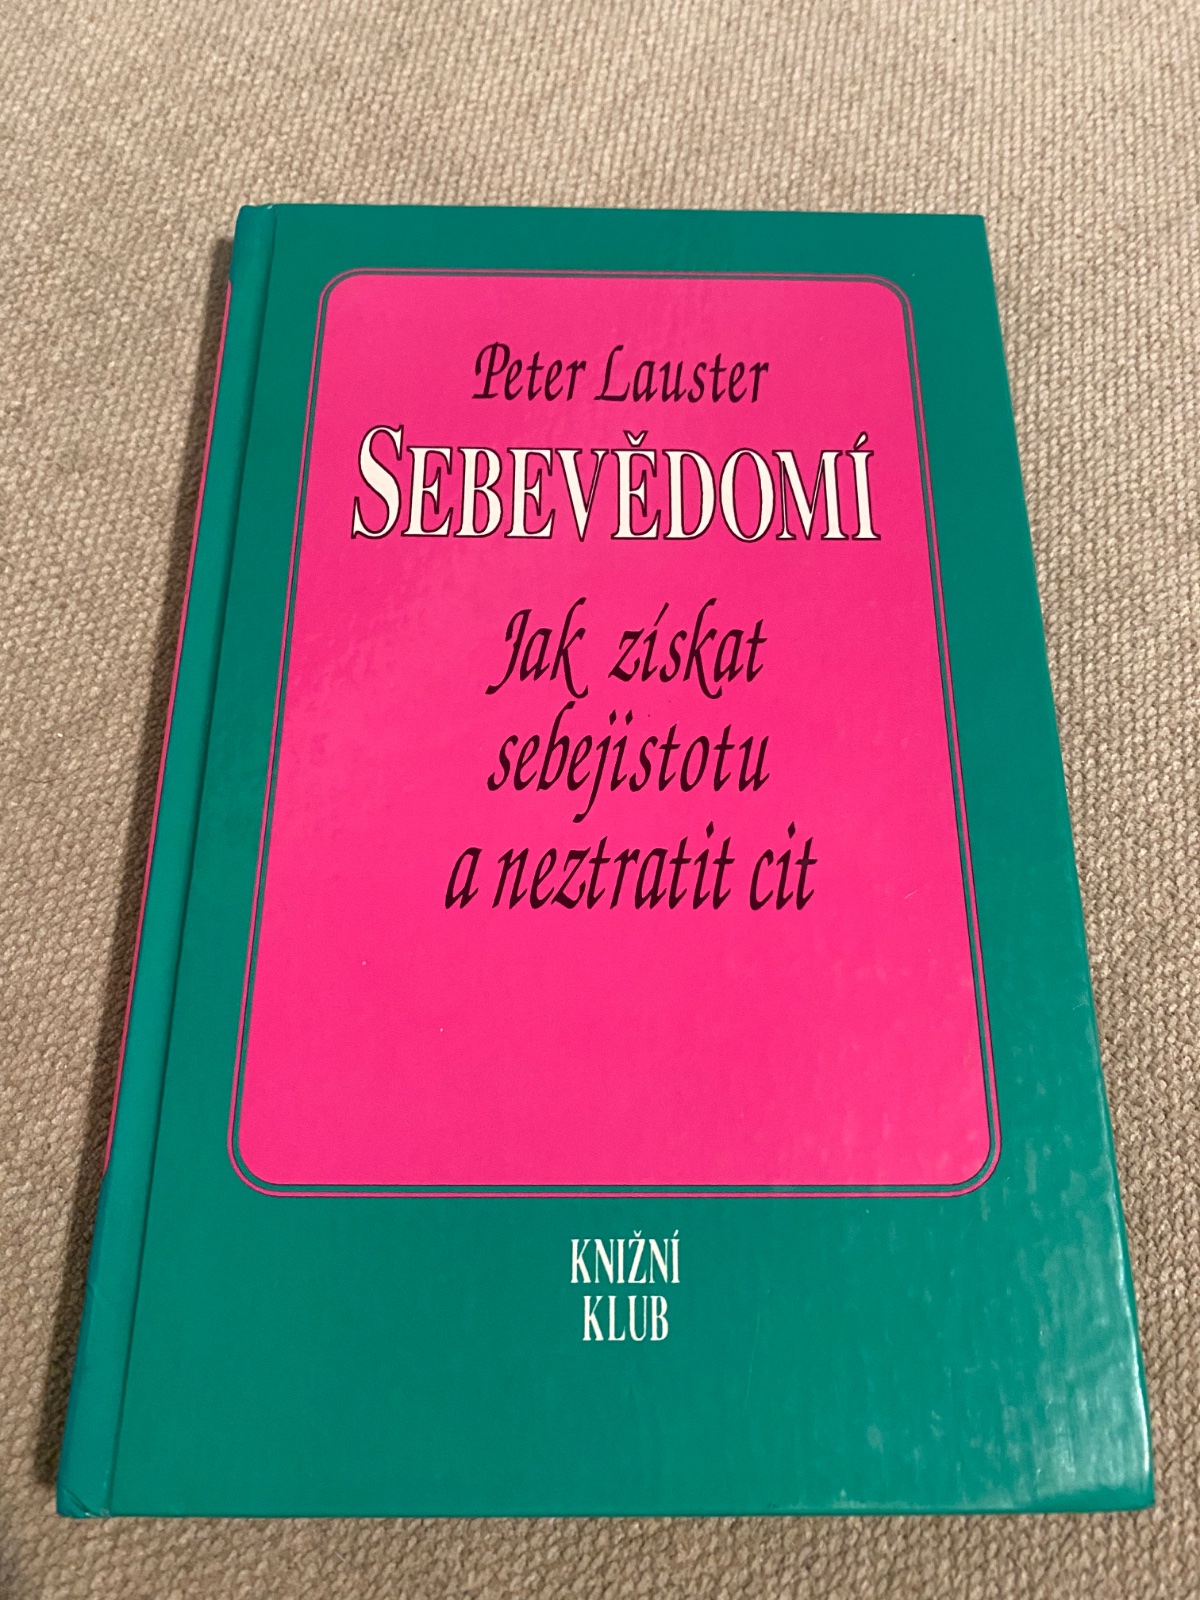 Peter Lauster
SEBEVĚDOMÍ
Jak získat
sebejistotu
a neztratit cit
KNIŽNÍ
KLUB